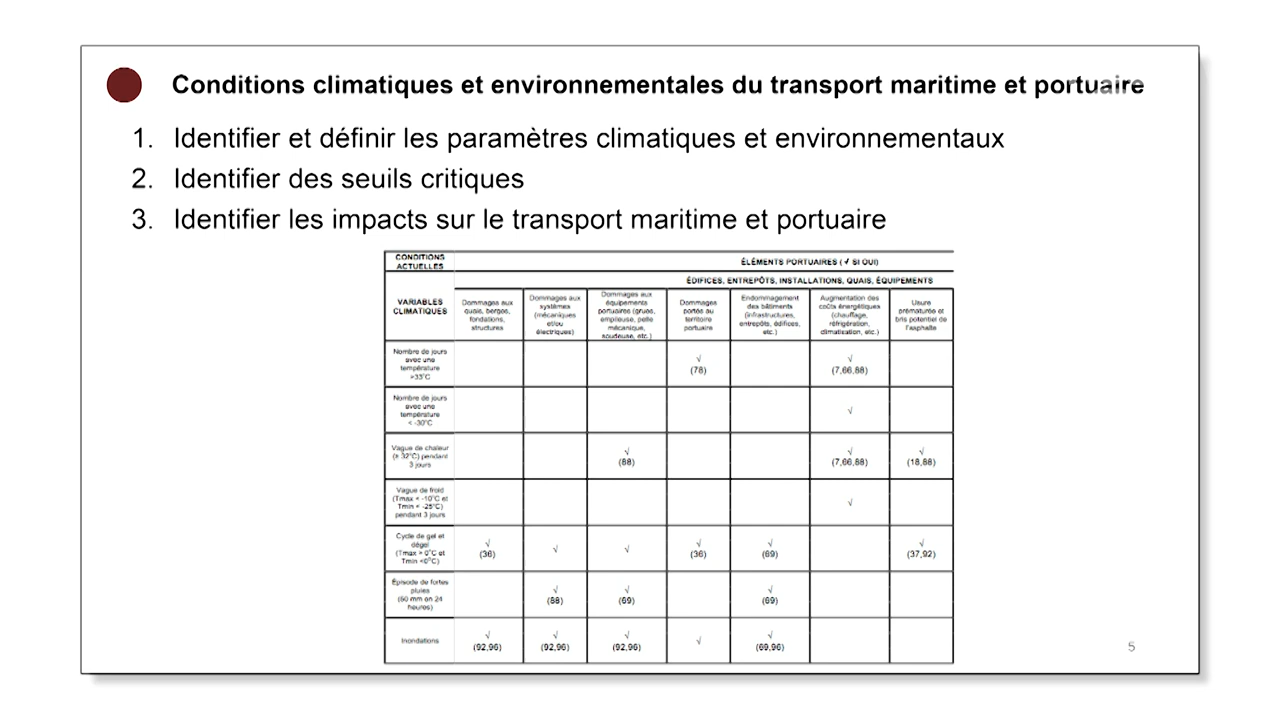 Conditions climatiques et environnementales du transport maritime et portuaire
1. Identifier et définir les paramètres climatiques et environnementaux
2. Identifier des seuils critiques
3. Identifier les impacts sur le transport maritime et portuaire
CONDITIONS
ACTUELLES
ÉLÉMENTS PORTUAIRES ( √ SI OUI)
ÉDIFICES, ENTREPÔTS, INSTALLATIONS, QUAIS, ÉQUIPEMENTS
VARIABLES
CLIMATIQUES
Dommages aux
quais, berges,
fondations,
structures
Dommages aux
systèmes
(mécaniques
et/ou
électriques)
Dommages aux
équipements
portuaires (grues,
empileuse, pelle
mécanique,
soudeuse, etc.)
Dommages
portés au
territoire
portuaire
Endommagement
des bâtiments
(infrastructures,
entrepôts, édifices,
etc.)
Augmentation des
coûts énergétiques
(chauffage,
réfrigération,
climatisation, etc.)
Usure
prématurée et
bris potentiel de
l'asphalte
Nombre de jours
avec une
température
>35°C
√
(78)
√
(7,66,88)
Nombre de jours
avec une
température
< -30°C
√
Vague de chaleur
(≥ 32°C) pendant
3 jours
√
(88)
√
(7,66,88)
√
(18,88)
Vague de froid
(Tmax < -10°C et
Tmin < -25°C)
pendant 3 jours
√
Cycle de gel et
dégel
(Tmax > 0°C et
Tmin <0°C)
√
(36)
√
√
√
(36)
√
(69)
√
(37,92)
Épisode de fortes
pluies
(50 mm en 24
heures)
√
(88)
√
(69)
√
(69)
Inondations
√
(92,96)
√
(92,96)
√
(92,96)
√
√
(69,96)
5